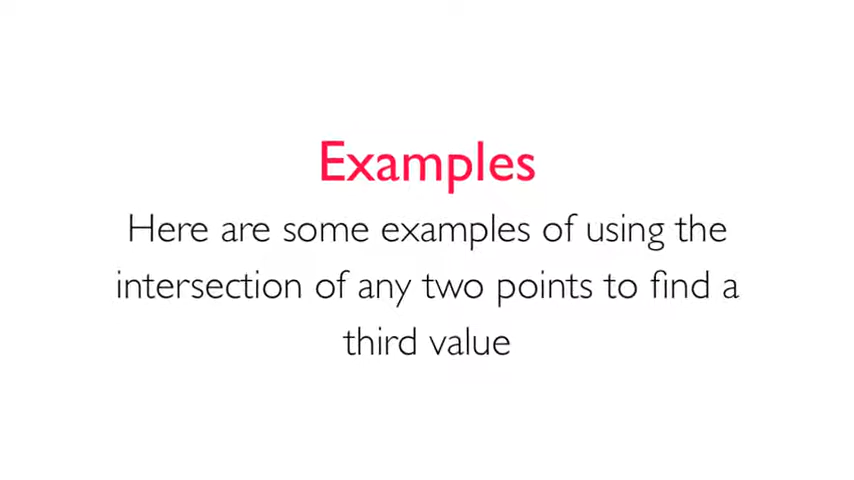 Examples
Here are some examples of using the
intersection of any two points to find a
third value